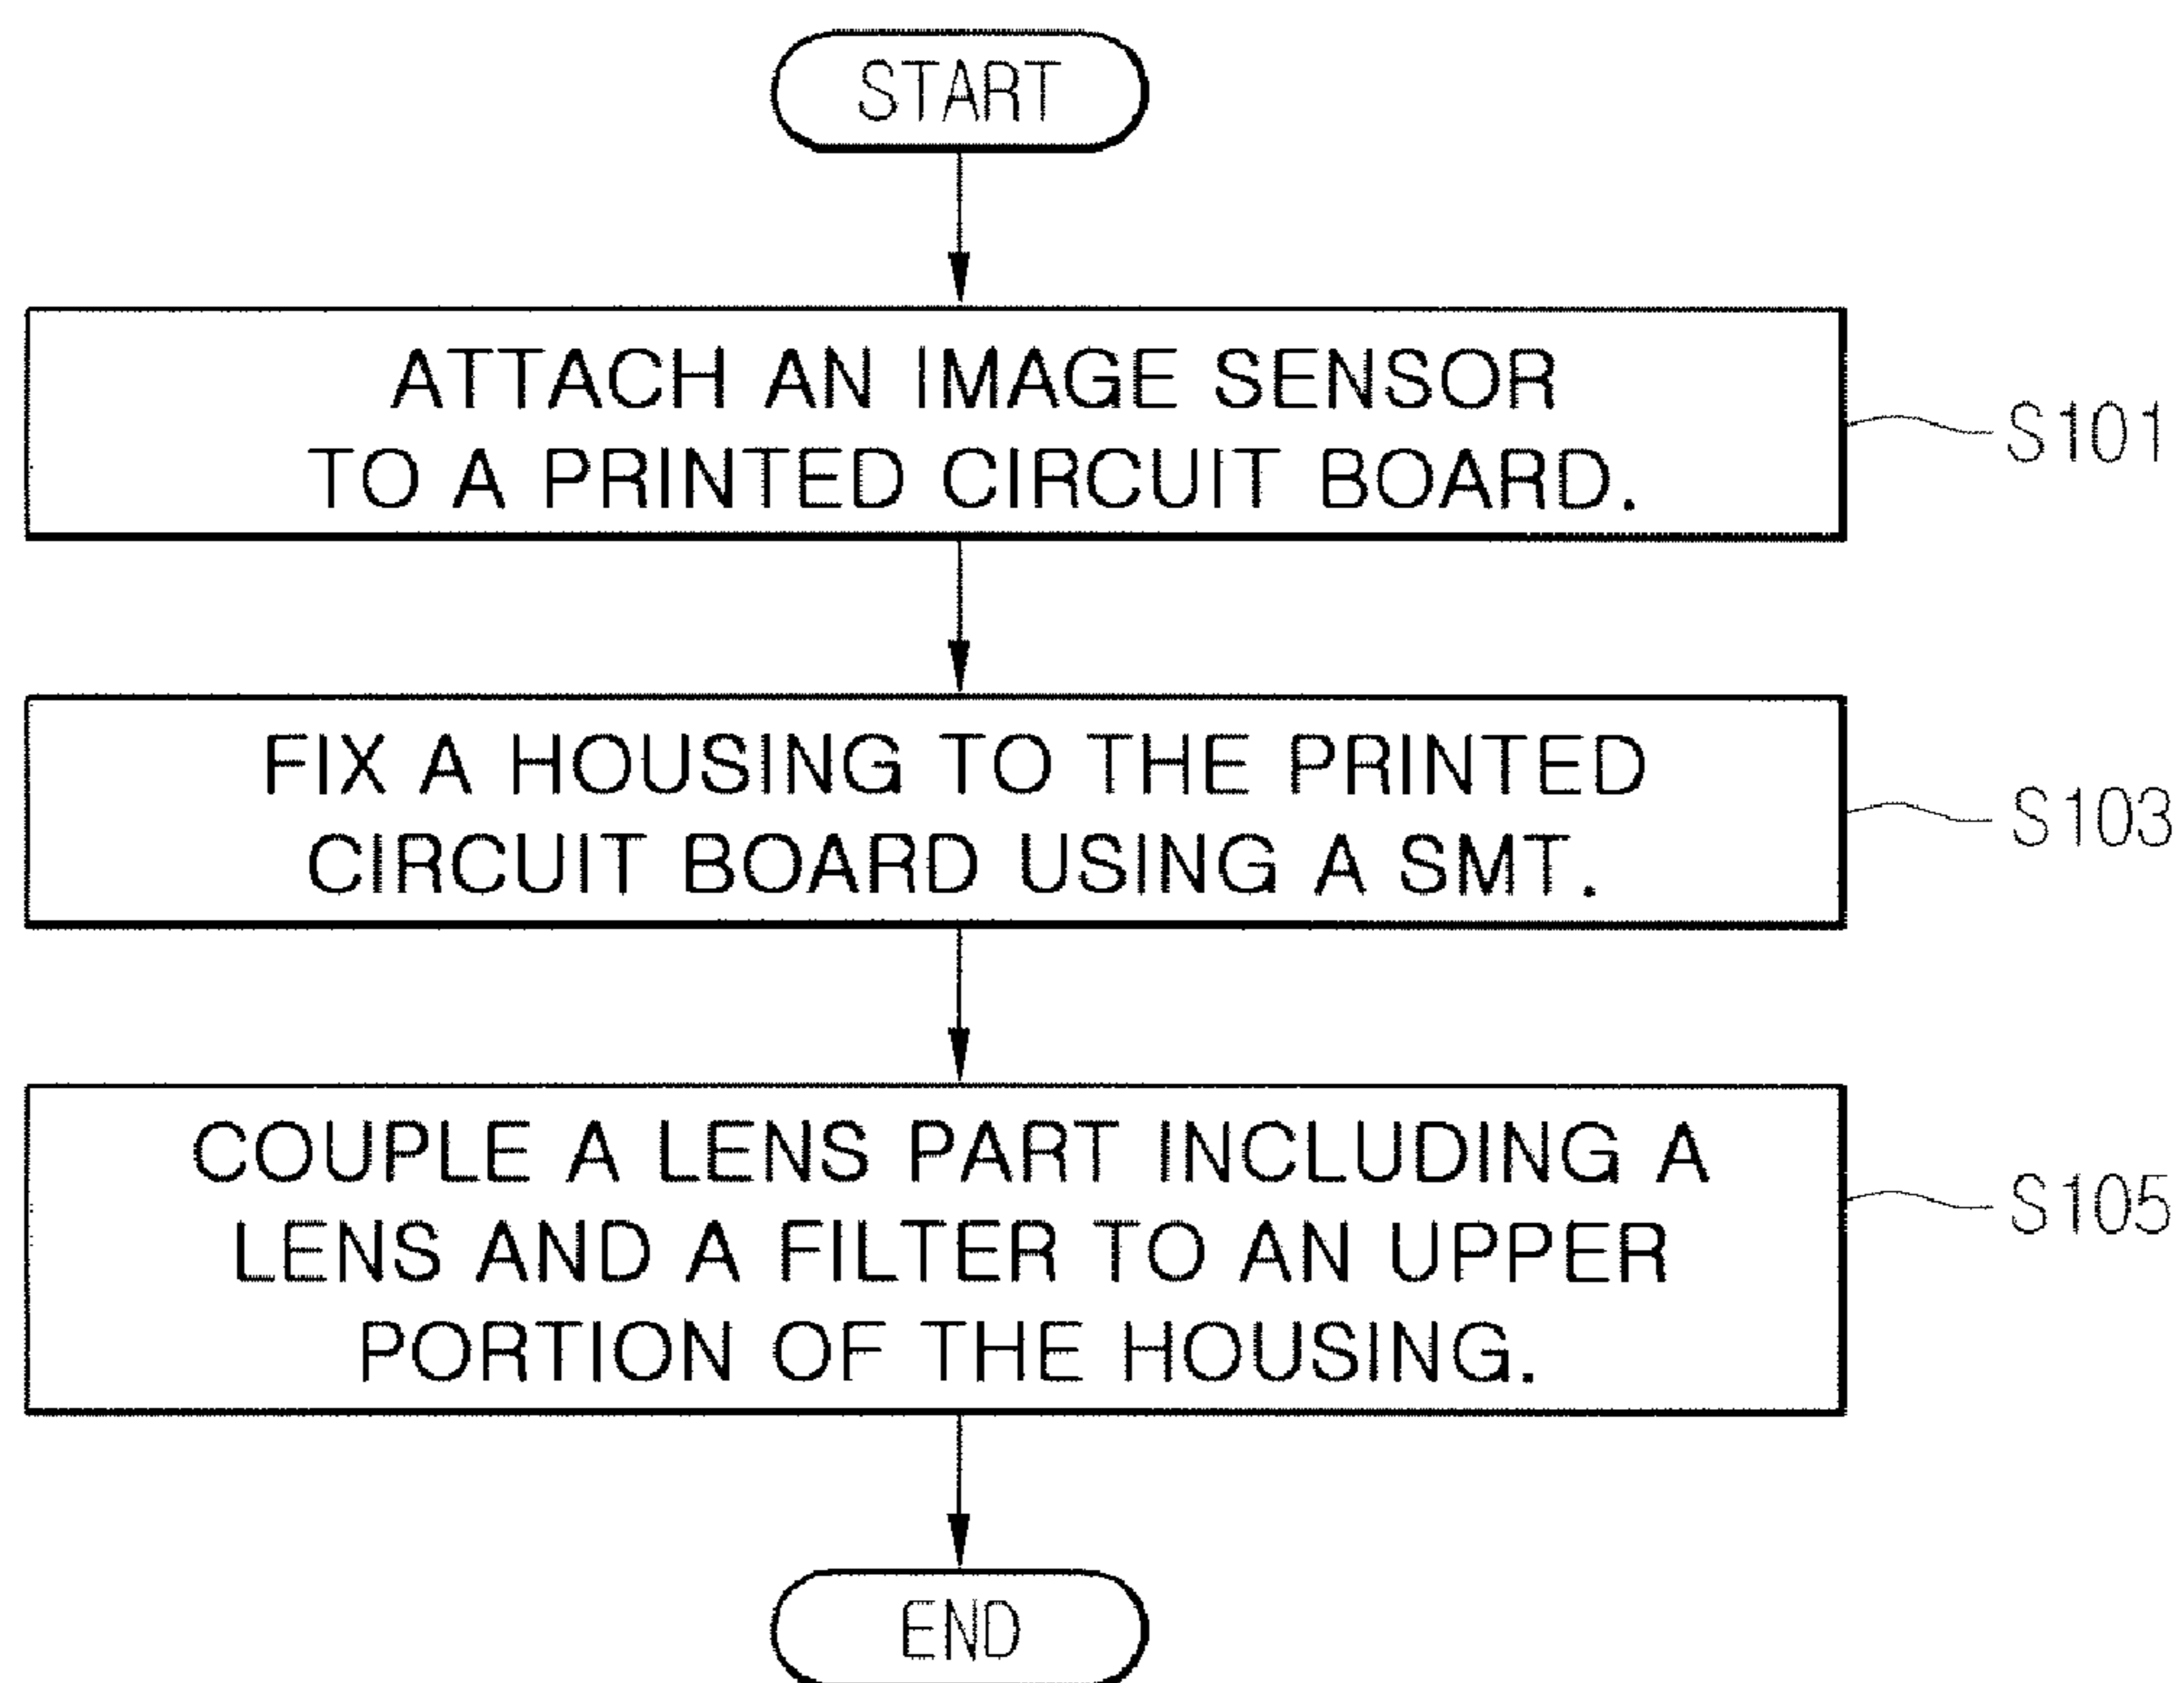 START
ATTACH AN IMAGE SENSOR
TO A PRINTED CIRCUIT BOARD.
S101
FIX A HOUSING TO THE PRINTED
CIRCUIT BOARD USING A SMT.
S103
COUPLE A LENS PART INCLUDING A
LENS AND A FILTER TO AN UPPER
PORTION OF THE HOUSING.
S105
END